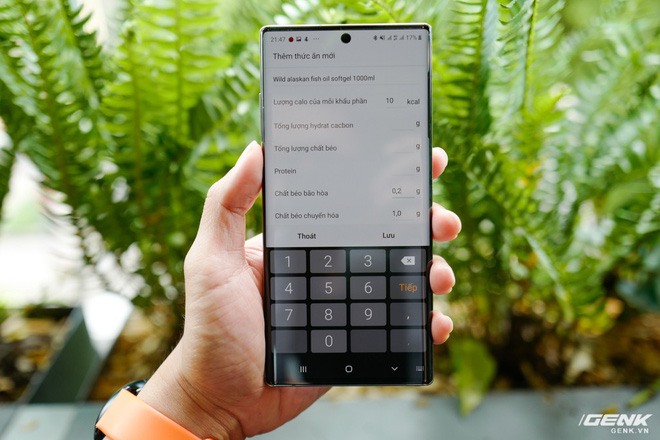 21:47 17%
Thêm thức ăn mới
Wild alaskan fish oil softgel 1000ml
Lượng calo của mỗi khẩu phần 10 kcal
Tổng lượng hydrat cacbon g
Tổng lượng chất béo g
Protein g
Chất béo bão hòa 0,2 g
Chất béo chuyển hóa 1,0 g
Thoát Lưu
1 2 3
4 5 6 Tiếp
7 8 9 ,
0 .
GENK
GENK.VN